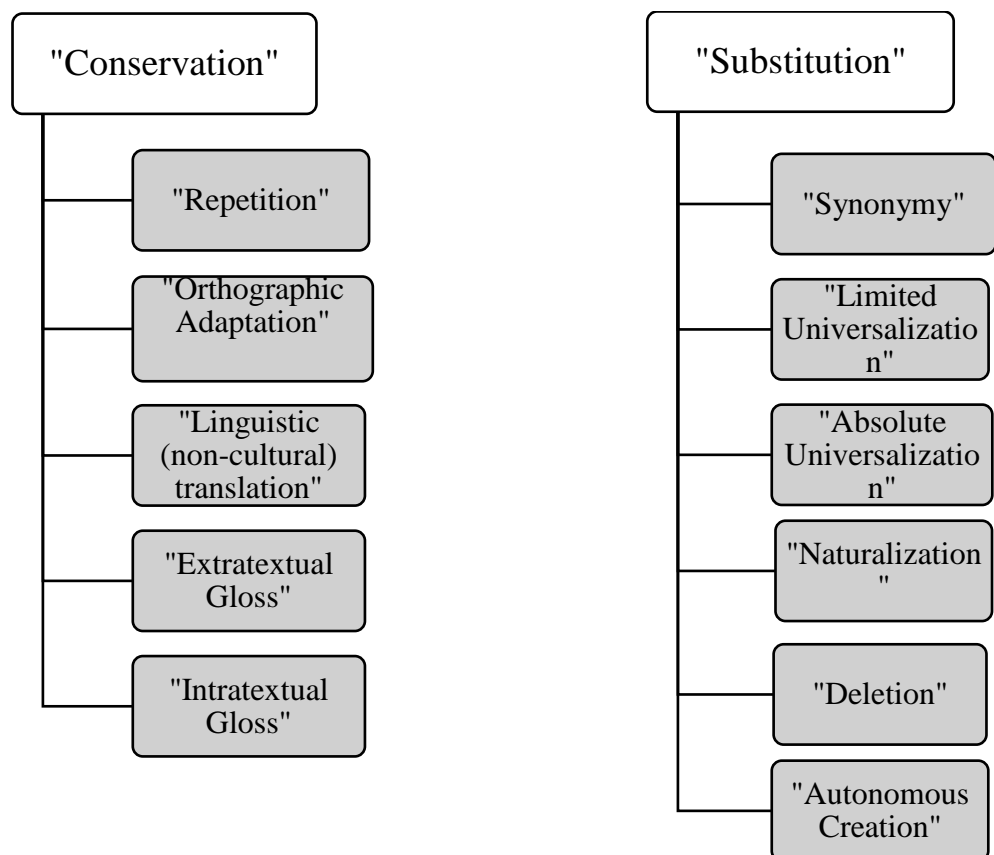 "Conservation"
"Repetition"
"Orthographic
Adaptation"
"Linguistic
(non-cultural)
translation"
"Extratextual
Gloss"
"Intratextual
Gloss"
"Substitution"
"Synonymy"
"Limited
Universalizatio
n"
"Absolute
Universalizatio
n"
"Naturalization
"
"Deletion"
"Autonomous
Creation"